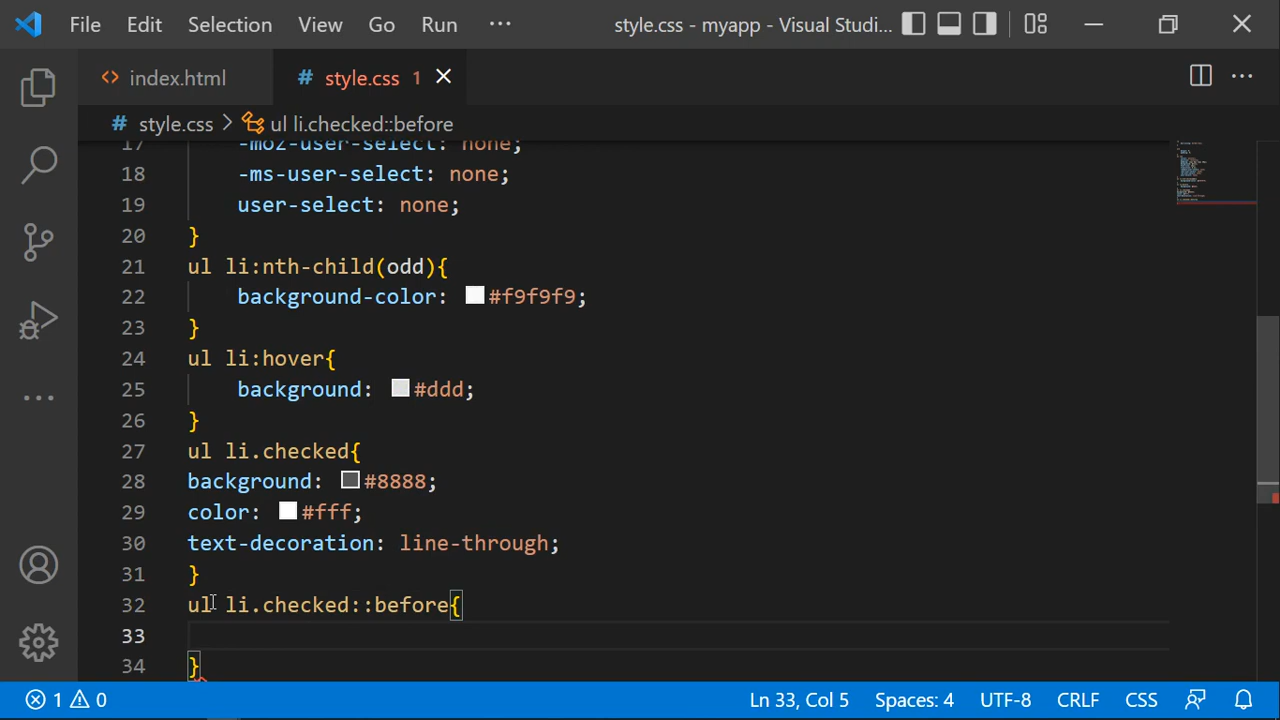 File Edit Selection View Go Run ··· style.css - myapp - Visual Studi...
index.html # style.css 1
# style.css > ul li.checked::before
17 -moz-user-select: none;
18 -ms-user-select: none;
19 user-select: none;
20 }
21 ul li:nth-child(odd){
22 background-color: #f9f9f9;
23 }
24 ul li:hover{
25 background: #ddd;
26 }
27 ul li.checked{
28 background: #8888;
29 color: #fff;
30 text-decoration: line-through;
31 }
32 ul li.checked::before{
33
34 }
1 0 Ln 33, Col 5 Spaces: 4 UTF-8 CRLF CSS